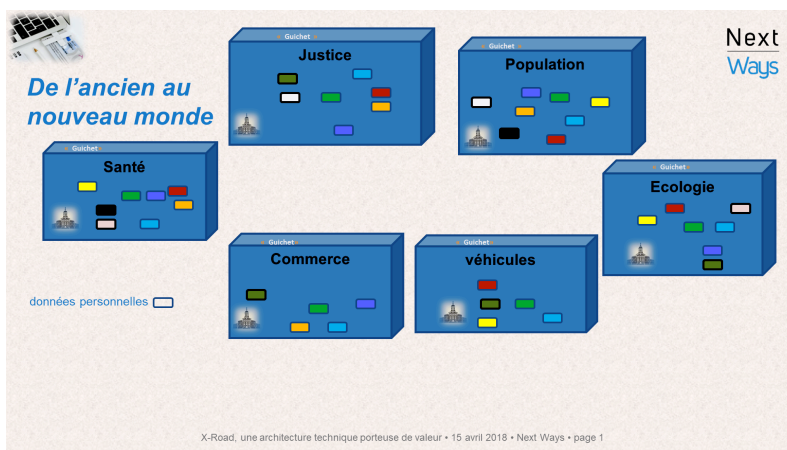 Next
Ways
De l’ancien au
nouveau monde
Guichet
Justice
Guichet
Population
Guichet
Santé
Guichet
Ecologie
Guichet
Commerce
Guichet
véhicules
données personnelles
X-Road, une architecture technique porteuse de valeur • 15 avril 2018 • Next Ways • page 1